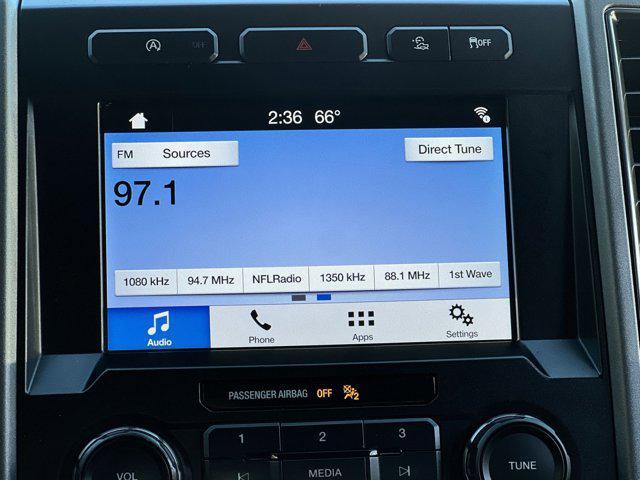 OFF OFF
2:36 66°
FM Sources Direct Tune
97.1
1080 kHz 94.7 MHz NFLRadio 1350 kHz 88.1 MHz 1st Wave
Audio Phone Apps Settings
PASSENGER AIRBAG OFF 2
1 2 3
VOL MEDIA TUNE